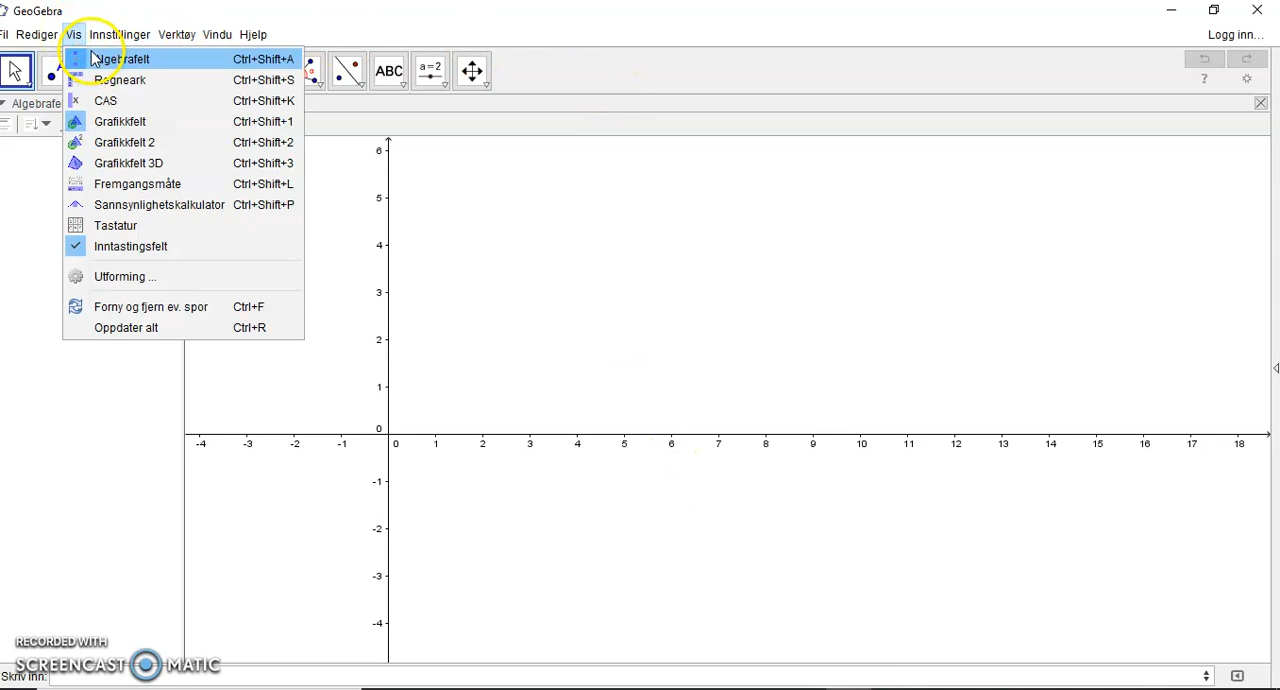 GeoGebra
Fil Rediger Vis Innstillinger Verktøy Vindu Hjelp Logg inn...
Algebrafelt Ctrl+Shift+A
Regneark Ctrl+Shift+S
CAS Ctrl+Shift+K
Grafikkfelt Ctrl+Shift+1
Grafikkfelt 2 Ctrl+Shift+2
Grafikkfelt 3D Ctrl+Shift+3
Fremgangsmåte Ctrl+Shift+L
Sannsynlighetskalkulator Ctrl+Shift+P
Tastatur
Inntastingsfelt
Utforming ...
Forny og fjern ev. spor Ctrl+F
Oppdater alt Ctrl+R
ABC a=2
?
Algebrafe
6
5
4
3
2
1
0
-4 -3 -2 -1 0 1 2 3 4 5 6 7 8 9 10 11 12 13 14 15 16 17 18
-1
-2
-3
-4
RECORDED WITH
SCREENCAST MATIC
Skriv inn: